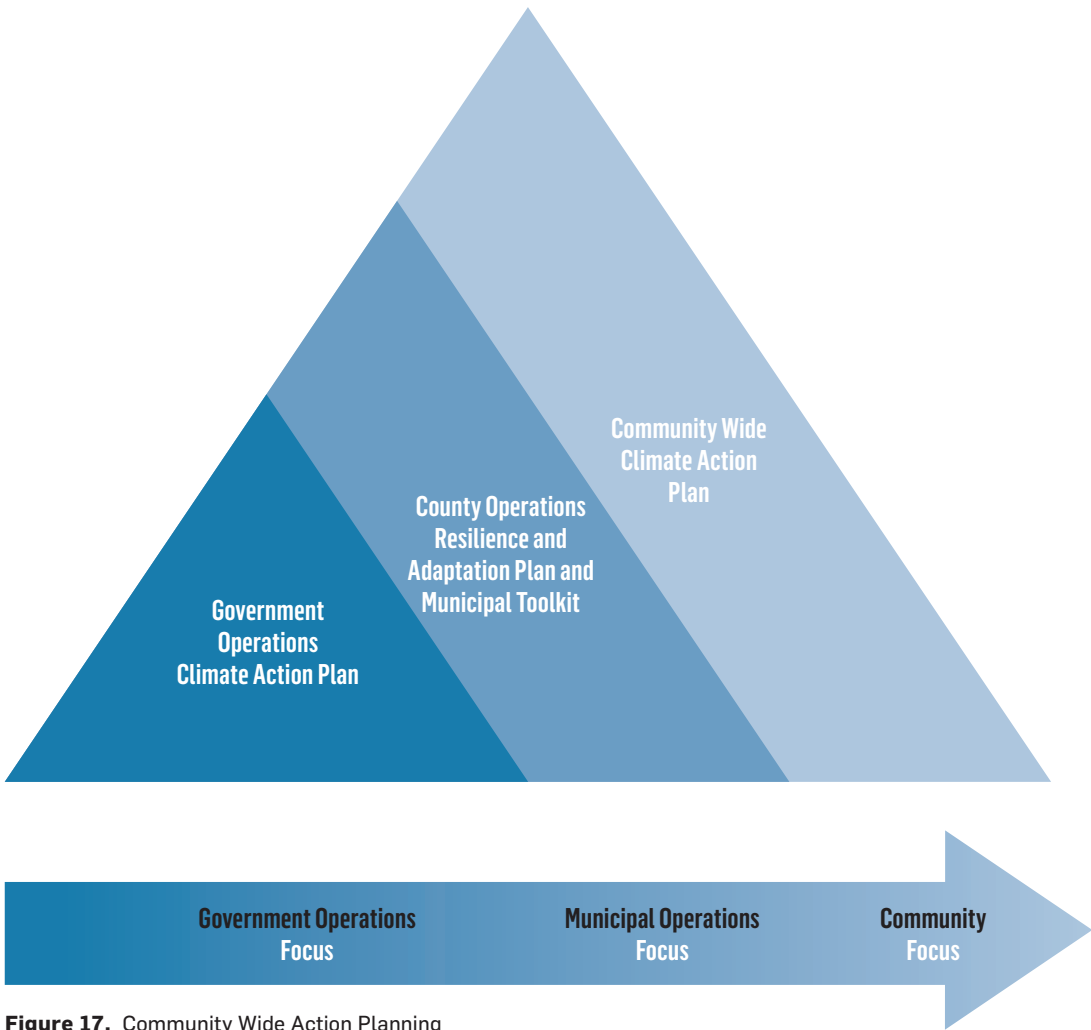 Community Wide
Climate Action
Plan
County Operations
Resilience and
Adaptation Plan and
Municipal Toolkit
Government
Operations
Climate Action Plan
Government Operations
Focus
Municipal Operations
Focus
Community
Focus
Figure 17. Community Wide Action Planning